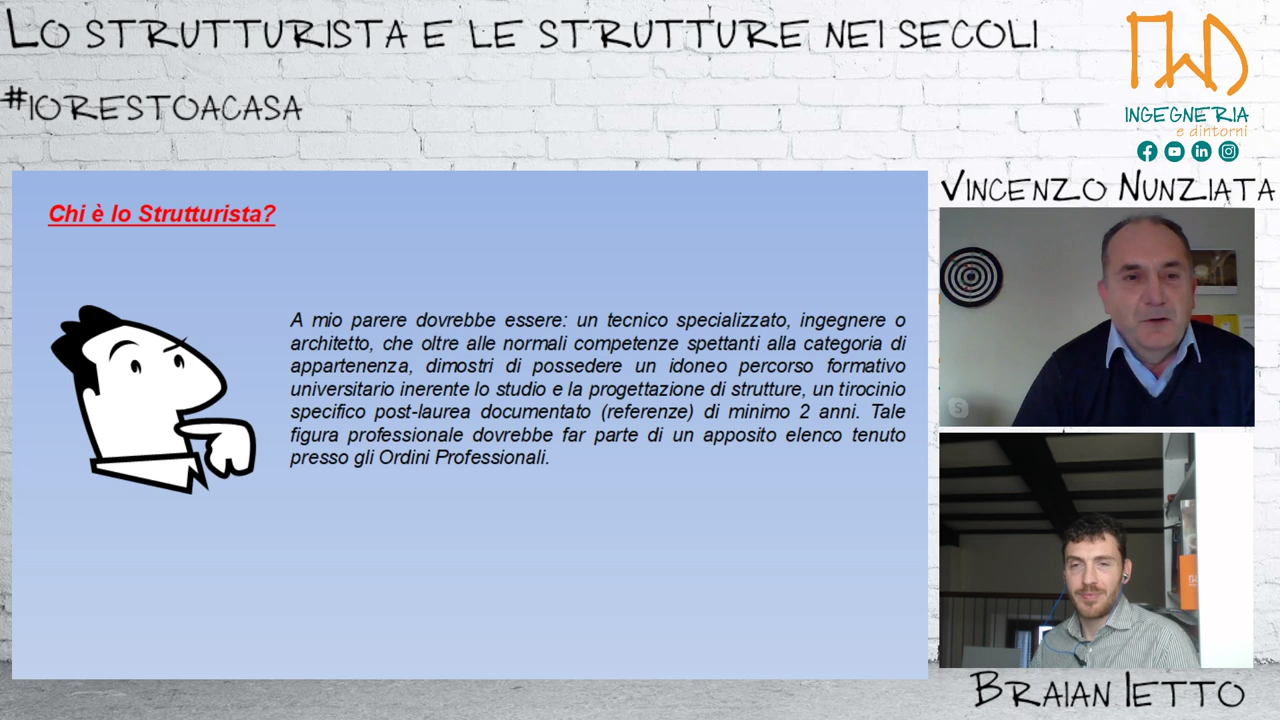 LO STRUTTURISTA E LE STRUTTURE NEI SECOLI
#IORESTOACASA
INGEGNERIA
e dintorni
VINCENZO NUNZIATA
Chi è lo Strutturista?
A mio parere dovrebbe essere: un tecnico specializzato, ingegnere o
architetto, che oltre alle normali competenze spettanti alla categoria di
appartenenza, dimostri di possedere un idoneo percorso formativo
universitario inerente lo studio e la progettazione di strutture, un tirocinio
specifico post-laurea documentato (referenze) di minimo 2 anni. Tale
figura professionale dovrebbe far parte di un apposito elenco tenuto
presso gli Ordini Professionali.
BRAIAN IETTO